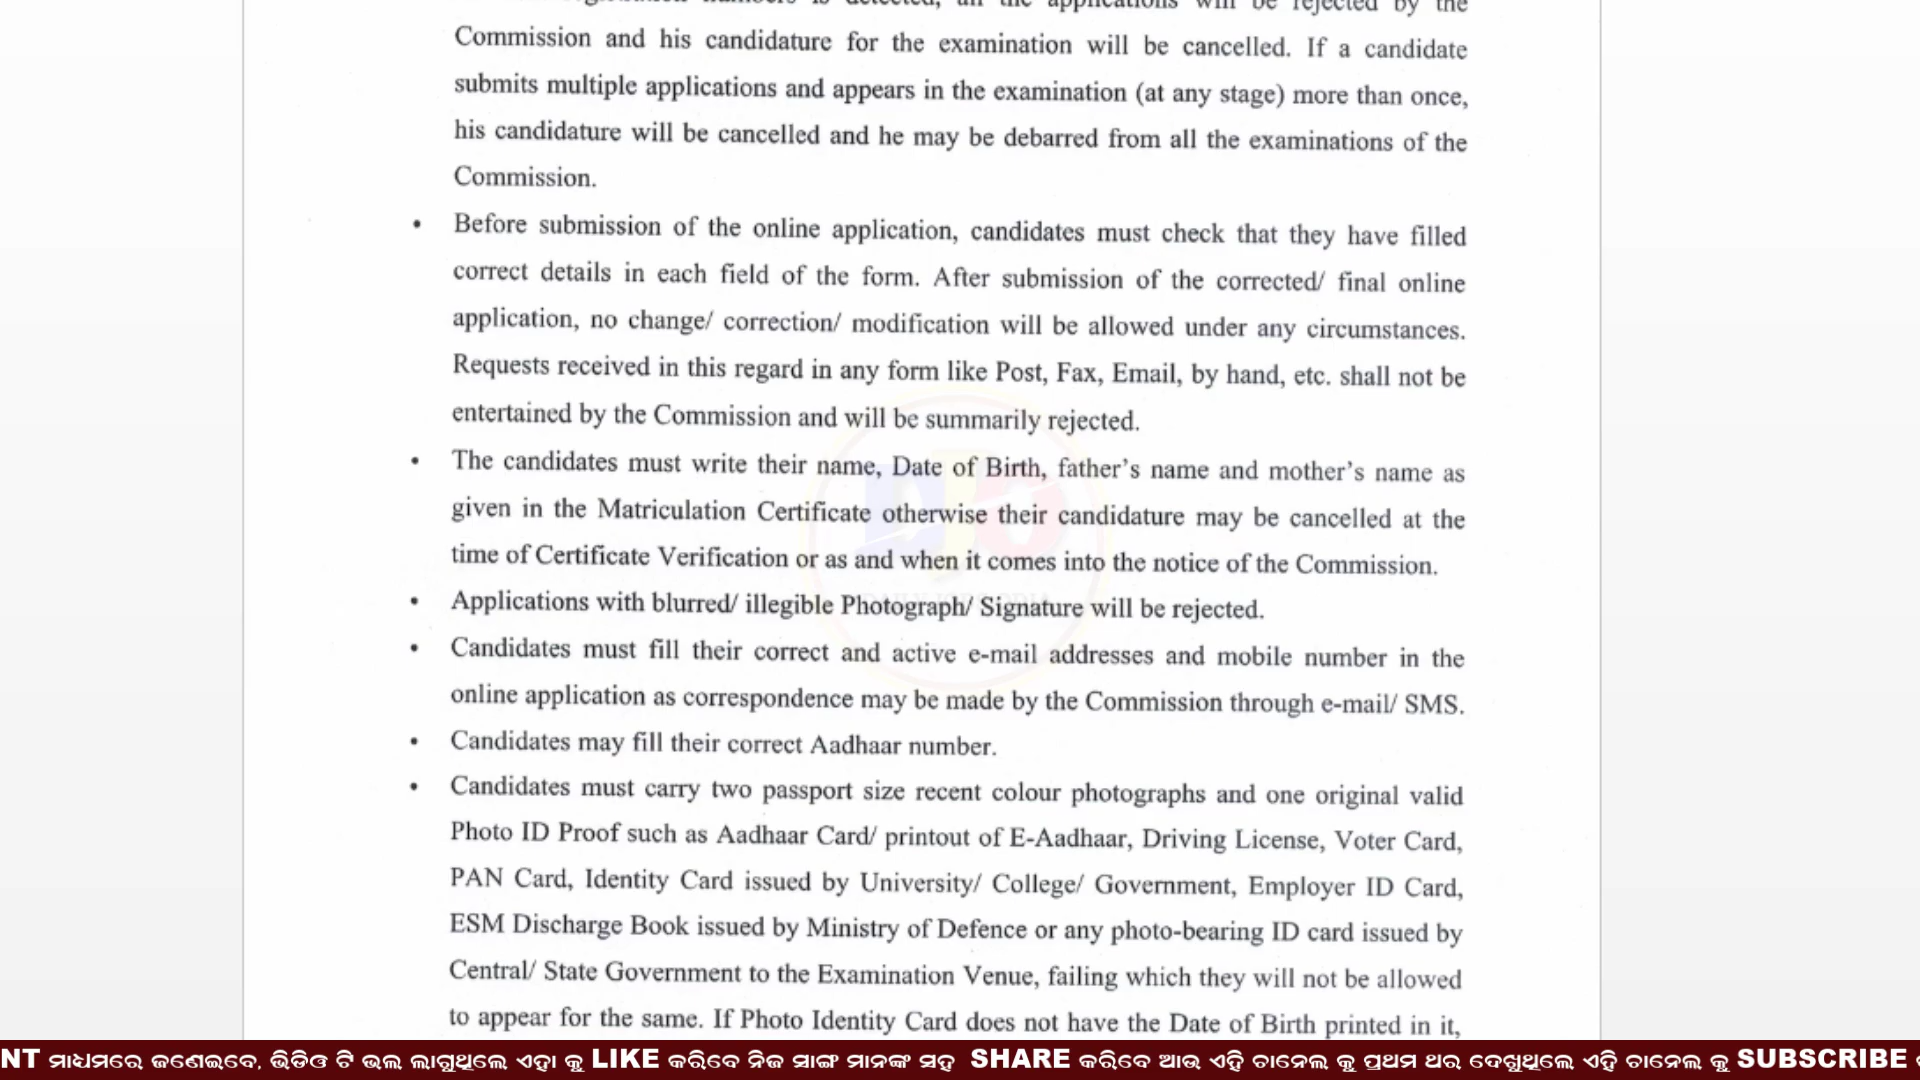 registration numbers is detected, all the applications will be rejected by the
Commission and his candidature for the examination will be cancelled. If a candidate
submits multiple applications and appears in the examination (at any stage) more than once,
his candidature will be cancelled and he may be debarred from all the examinations of the
Commission.
• Before submission of the online application, candidates must check that they have filled
correct details in each field of the form. After submission of the corrected/ final online
application, no change/ correction/ modification will be allowed under any circumstances.
Requests received in this regard in any form like Post, Fax, Email, by hand, etc. shall not be
entertained by the Commission and will be summarily rejected.
• The candidates must write their name, Date of Birth, father’s name and mother’s name as
given in the Matriculation Certificate otherwise their candidature may be cancelled at the
time of Certificate Verification or as and when it comes into the notice of the Commission.
• Applications with blurred/ illegible Photograph/ Signature will be rejected.
• Candidates must fill their correct and active e-mail addresses and mobile number in the
online application as correspondence may be made by the Commission through e-mail/ SMS.
• Candidates may fill their correct Aadhaar number.
• Candidates must carry two passport size recent colour photographs and one original valid
Photo ID Proof such as Aadhaar Card/ printout of E-Aadhaar, Driving License, Voter Card,
PAN Card, Identity Card issued by University/ College/ Government, Employer ID Card,
ESM Discharge Book issued by Ministry of Defence or any photo-bearing ID card issued by
Central/ State Government to the Examination Venue, failing which they will not be allowed
to appear for the same. If Photo Identity Card does not have the Date of Birth printed in it,
NT ମାଧ୍ୟମରେ ଜଣେଇବେ, ଭିଡିଓ ଟି ଭଲ ଲାଗୁଥିଲେ ଏହା କୁ LIKE କରିବେ ନିଜ ସାଙ୍ଗ ମାନଙ୍କ ସହ SHARE କରିବେ ଆଉ ଏହି ଚାନେଲ କୁ ପ୍ରଥମ ଥର ଦେଖୁଥିଲେ ଏହି ଚାନେଲ କୁ SUBSCRIBE